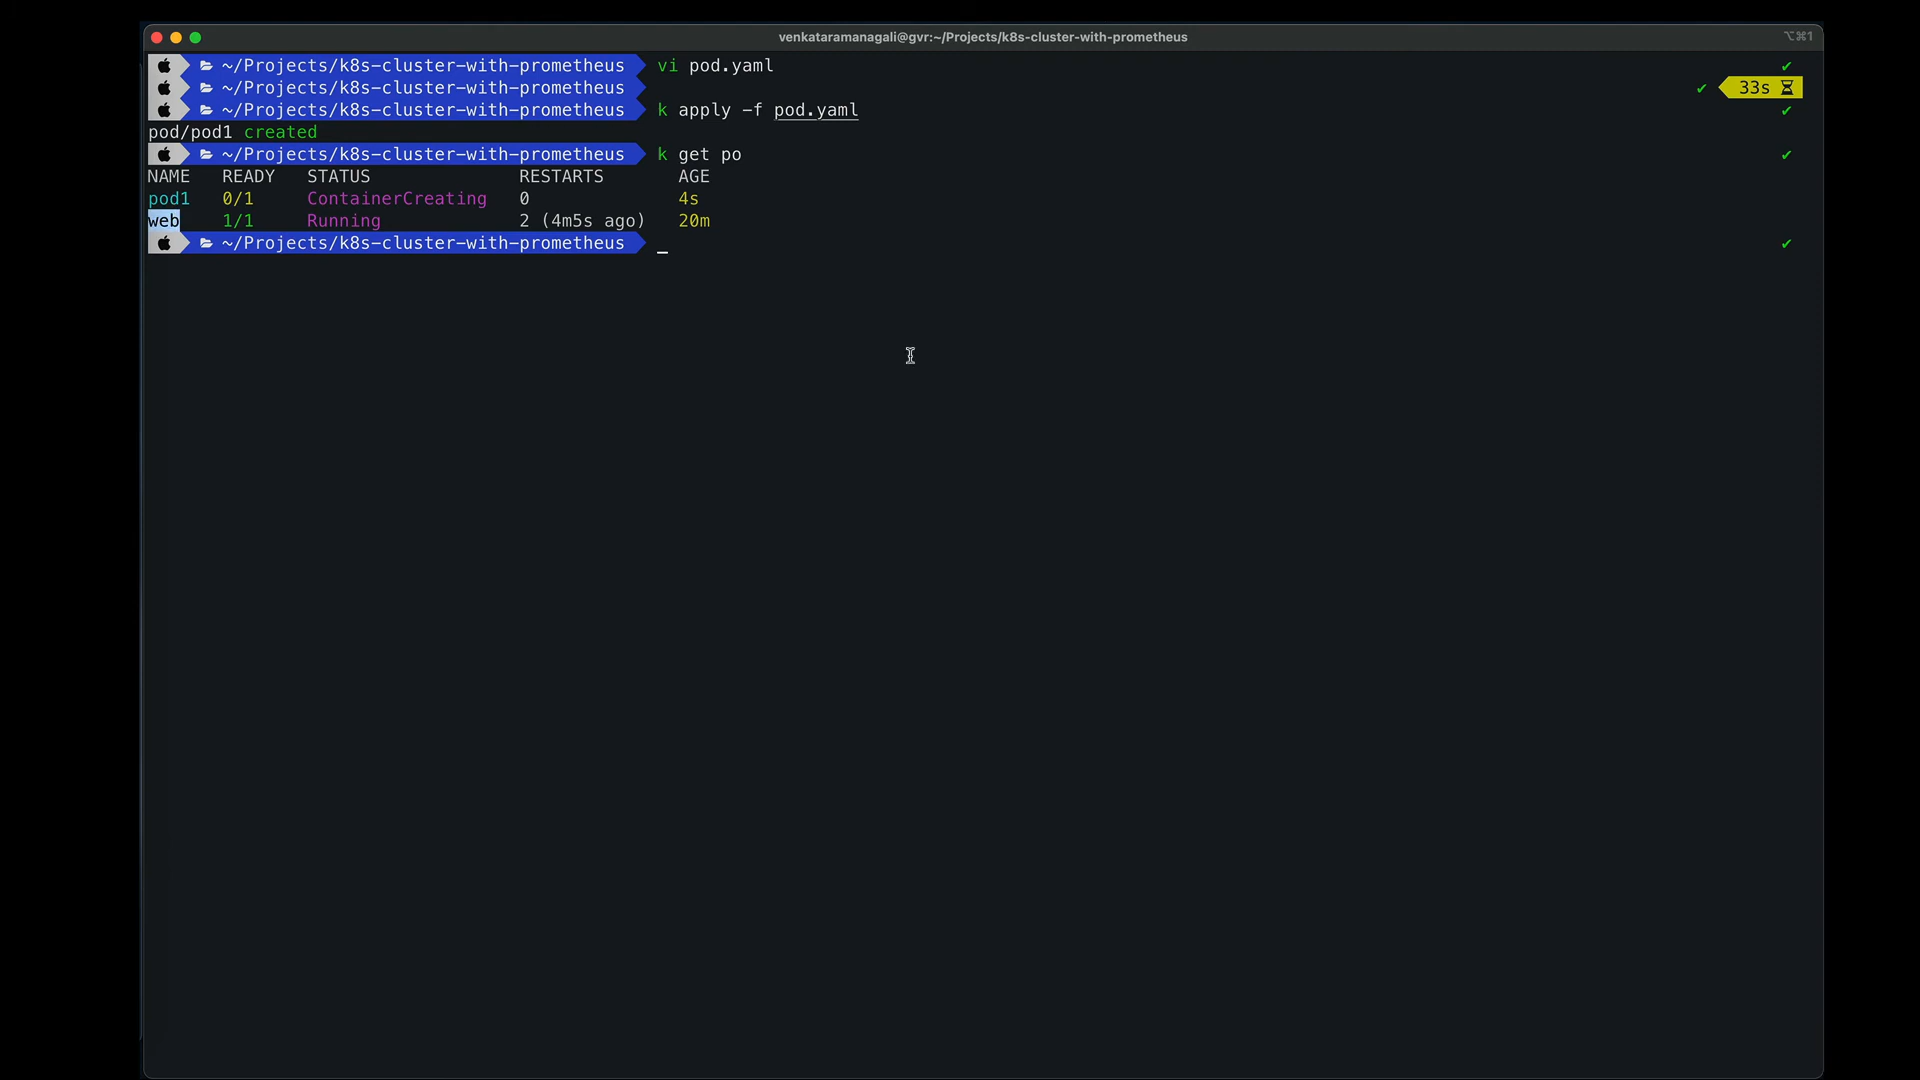 venkataramanagali@gvr:~/Projects/k8s-cluster-with-prometheus ⌥⌘1
~/Projects/k8s-cluster-with-prometheus vi pod.yaml ✔
~/Projects/k8s-cluster-with-prometheus ✔ 33s
~/Projects/k8s-cluster-with-prometheus k apply -f pod.yaml ✔
pod/pod1 created
~/Projects/k8s-cluster-with-prometheus k get po ✔
NAME READY STATUS RESTARTS AGE
pod1 0/1 ContainerCreating 0 4s
web 1/1 Running 2 (4m5s ago) 20m
~/Projects/k8s-cluster-with-prometheus _ ✔